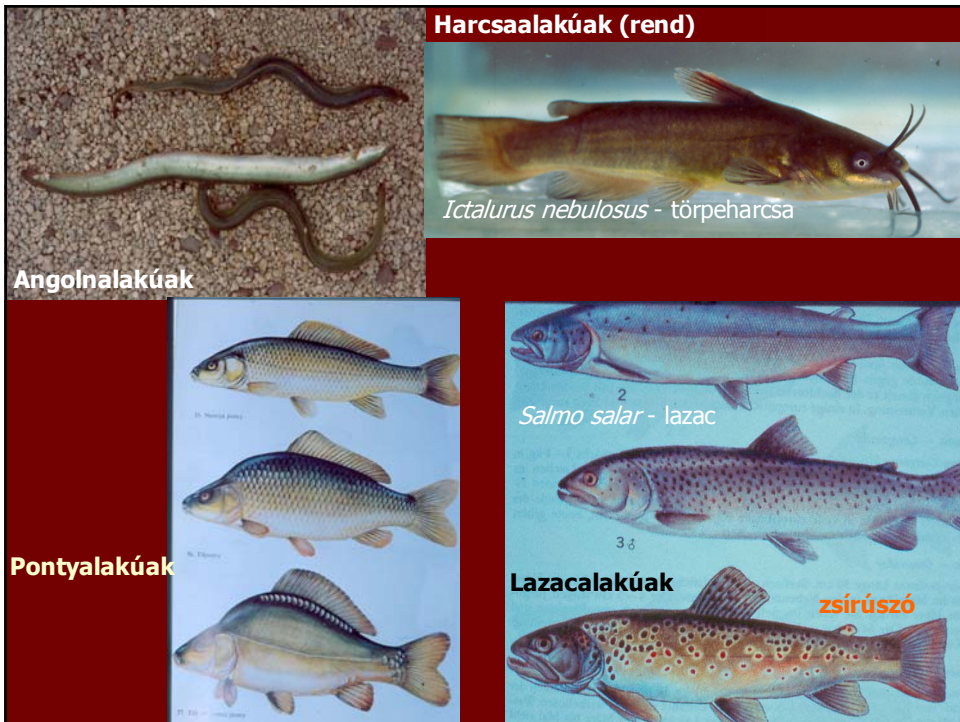 Harcsaalakúak (rend)
Ictalurus nebulosus - törpeharcsa
Angolnalakúak
2
Salmo salar - lazac
3 ♂
Pontyalakúak
Lazacalakúak
zsírúszó